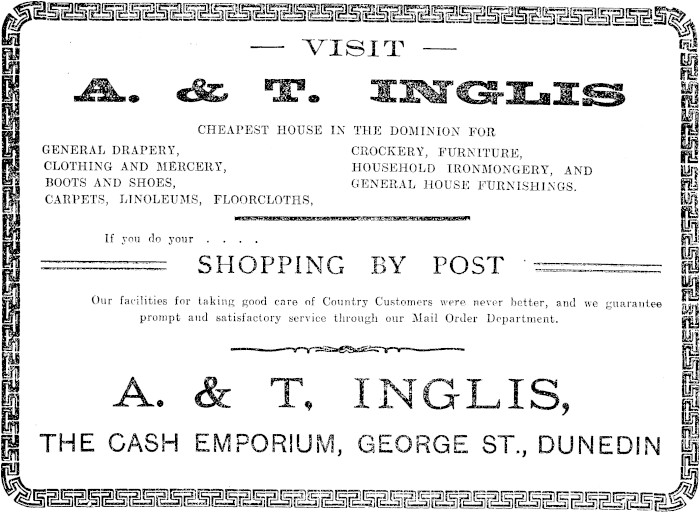 — VISIT —
A. & T. INGLIS
CHEAPEST HOUSE IN THE DOMINION FOR
GENERAL DRAPERY,
CLOTHING AND MERCERY,
BOOTS AND SHOES,
CARPETS, LINOLEUMS, FLOORCLOTHS,
CROCKERY, FURNITURE,
HOUSEHOLD IRONMONGERY, AND
GENERAL HOUSE FURNISHINGS.
If you do your . . . .
SHOPPING BY POST
Our facilities for taking good care of Country Customers were never better, and we guarantee
prompt and satisfactory service through our Mail Order Department.
A. & T. INGLIS,
THE CASH EMPORIUM, GEORGE ST., DUNEDIN